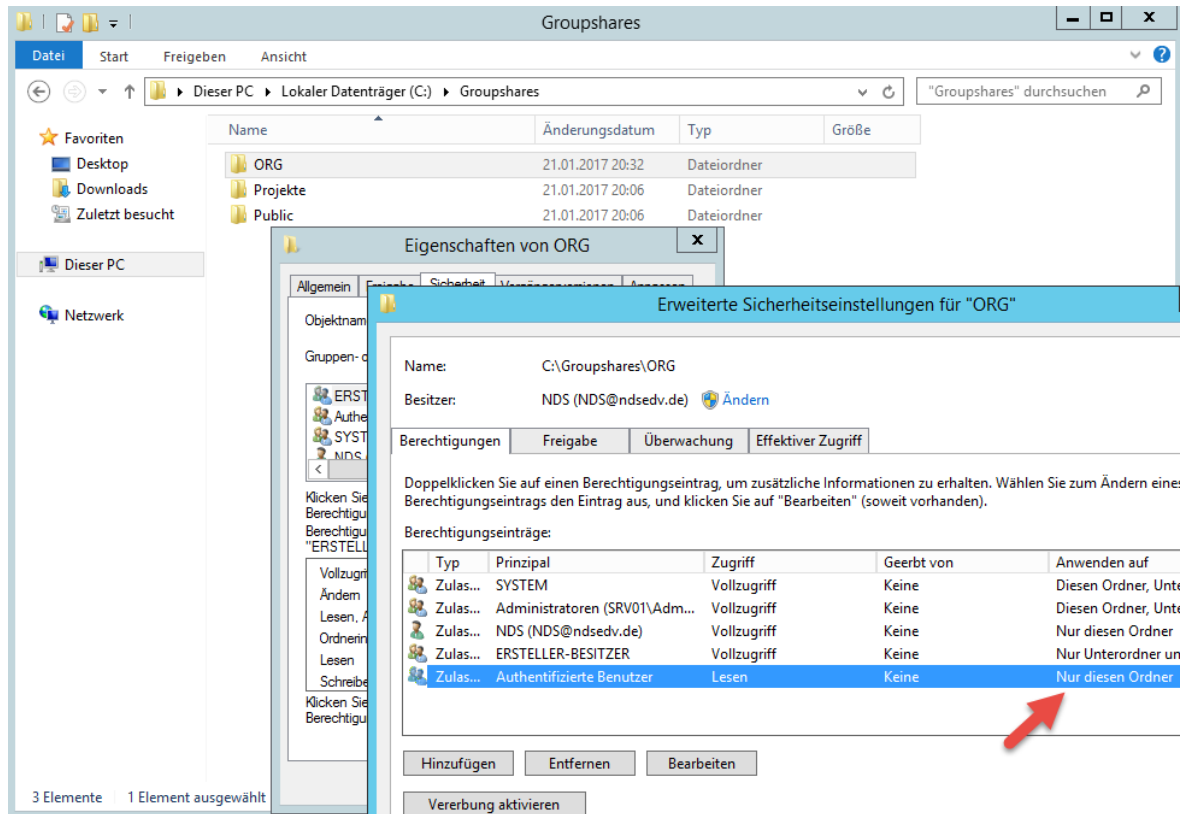 Groupshares
Datei Start Freigeben Ansicht
Dieser PC Lokaler Datenträger (C:) Groupshares
"Groupshares" durchsuchen
Name Änderungsdatum Typ Größe
Favoriten
Desktop
Downloads
Zuletzt besucht
Dieser PC
Netzwerk
ORG 21.01.2017 20:32 Dateiordner
Projekte 21.01.2017 20:06 Dateiordner
Public 21.01.2017 20:06 Dateiordner
Eigenschaften von ORG
Allgemein Sicherheit
Objektnam
Gruppen-
ERST
Authe
SYST
NDS
Klicken Sie
Berechtigu
Berechtigu
"ERSTELL
Vollzugri
Ändern
Lesen, A
Ordnerin
Lesen
Schreibe
Klicken Sie
Berechtigu
Erweiterte Sicherheitseinstellungen für "ORG"
Name: C:\Groupshares\ORG
Besitzer: NDS (NDS@ndsedv.de) Ändern
Berechtigungen Freigabe Überwachung Effektiver Zugriff
Doppelklicken Sie auf einen Berechtigungseintrag, um zusätzliche Informationen zu erhalten. Wählen Sie zum Ändern eines
Berechtigungseintrags den Eintrag aus, und klicken Sie auf "Bearbeiten" (soweit vorhanden).
Berechtigungseinträge:
Typ Prinzipal Zugriff Geerbt von Anwenden auf
Zulas... SYSTEM Vollzugriff Keine Diesen Ordner, Unte
Zulas... Administratoren (SRV01\Adm... Vollzugriff Keine Diesen Ordner, Unte
Zulas... NDS (NDS@ndsedv.de) Vollzugriff Keine Nur diesen Ordner
Zulas... ERSTELLER-BESITZER Vollzugriff Keine Nur Unterordner un
Zulas... Authentifizierte Benutzer Lesen Keine Nur diesen Ordner
Hinzufügen Entfernen Bearbeiten
Vererbung aktivieren
3 Elemente 1 Element ausgewählt